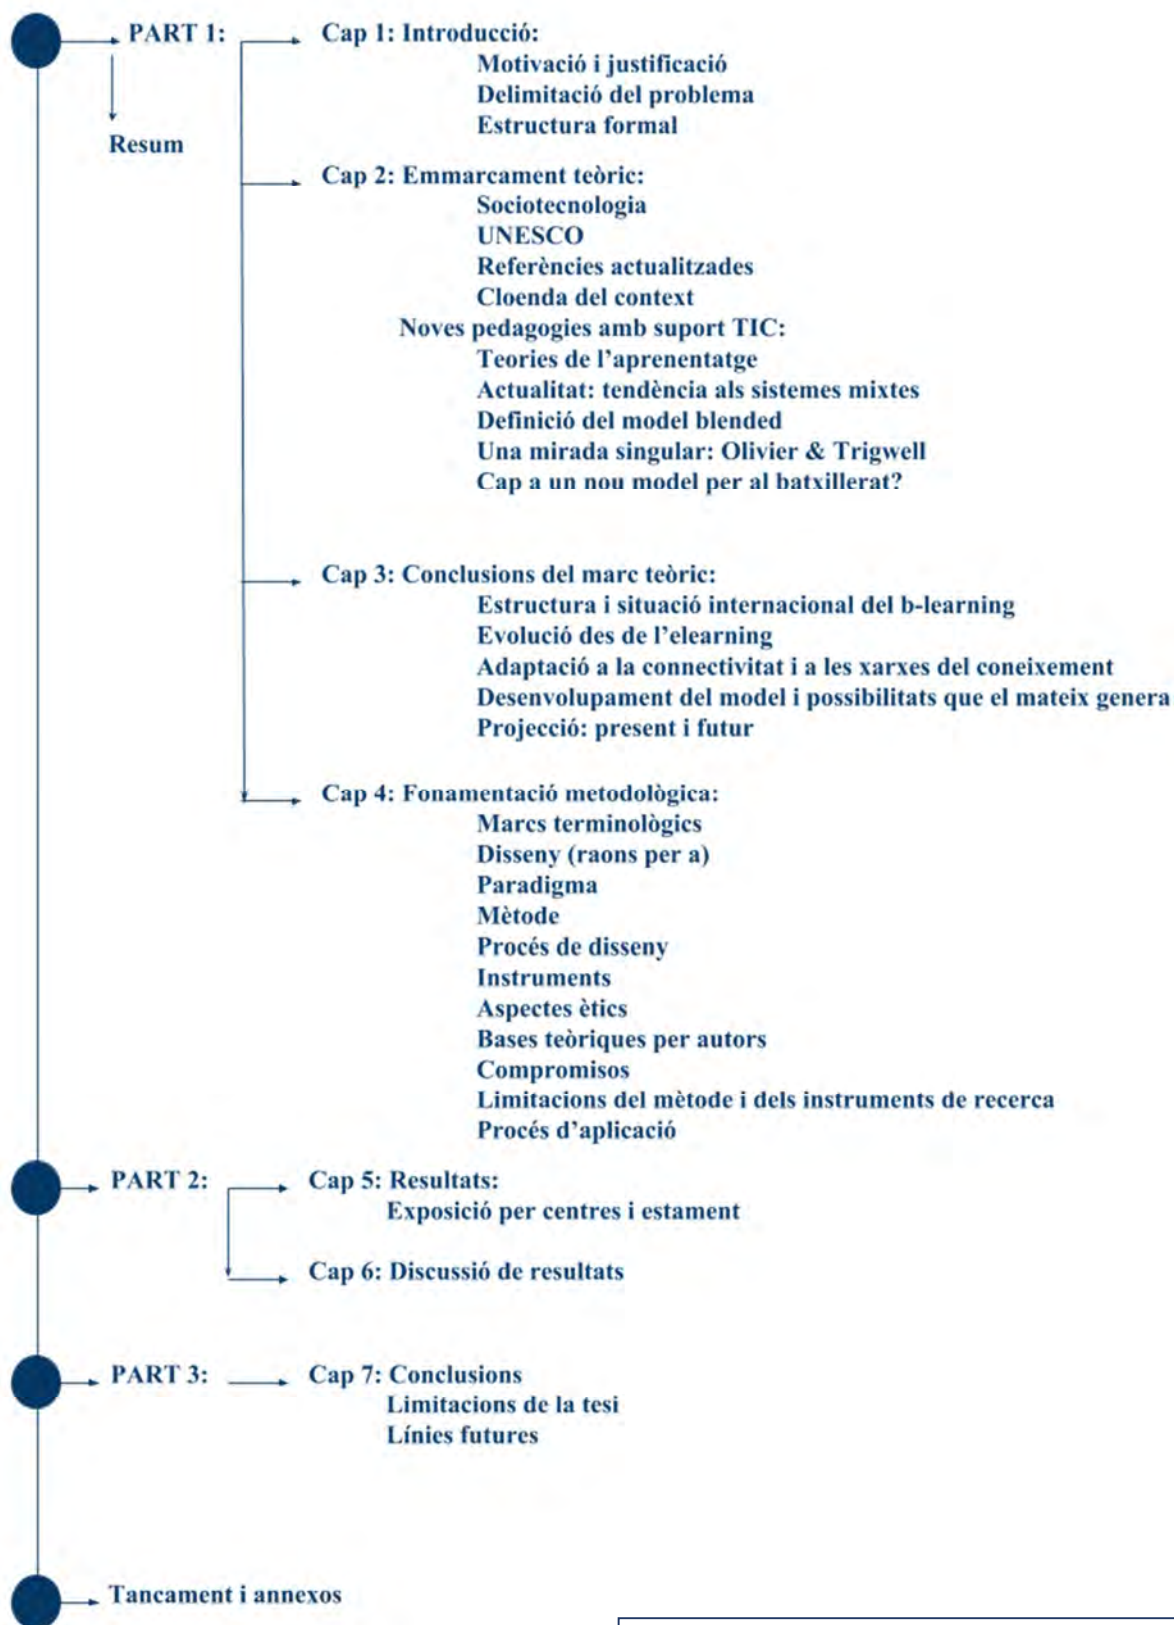 PART 1:
Resum
Cap 1: Introducció:
Motivació i justificació
Delimitació del problema
Estructura formal
Cap 2: Emmarcament teòric:
Sociotecnologia
UNESCO
Referències actualitzades
Cloenda del context
Noves pedagogies amb suport TIC:
Teories de l’aprenentatge
Actualitat: tendència als sistemes mixtes
Definició del model blended
Una mirada singular: Olivier & Trigwell
Cap a un nou model per al batxillerat?
Cap 3: Conclusions del marc teòric:
Estructura i situació internacional del b-learning
Evolució des de l’elearning
Adaptació a la connectivitat i a les xarxes del coneixement
Desenvolupament del model i possibilitats que el mateix genera
Projecció: present i futur
Cap 4: Fonamentació metodològica:
Marcs terminològics
Disseny (raons per a)
Paradigma
Mètode
Procés de disseny
Instruments
Aspectes ètics
Bases teòriques per autors
Compromisos
Limitacions del mètode i dels instruments de recerca
Procés d’aplicació
PART 2:
Cap 5: Resultats:
Exposició per centres i estament
Cap 6: Discussió de resultats
PART 3:
Cap 7: Conclusions
Limitacions de la tesi
Línies futures
Tancament i annexos